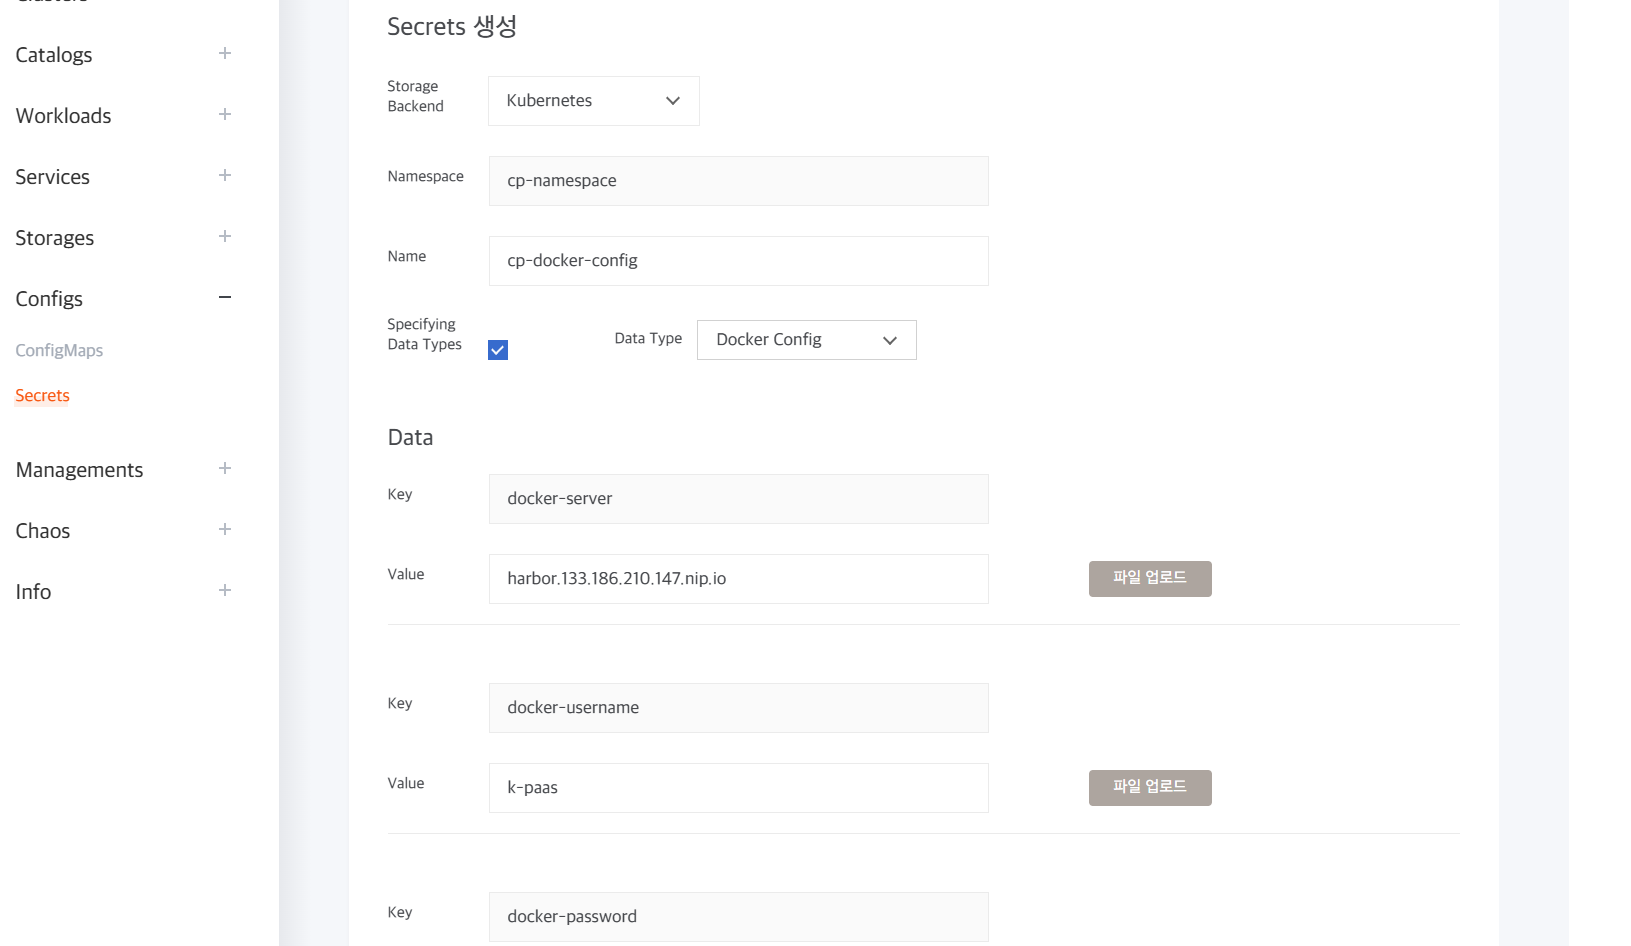 Clusters
Catalogs
Workloads
Services
Storages
Configs
ConfigMaps
Secrets
Managements
Chaos
Info
Secrets 생성
Storage
Backend
Kubernetes
Namespace
cp-namespace
Name
cp-docker-config
Specifying
Data Types
Data Type
Docker Config
Data
Key
docker-server
Value
harbor.133.186.210.147.nip.io
파일 업로드
Key
docker-username
Value
k-paas
파일 업로드
Key
docker-password